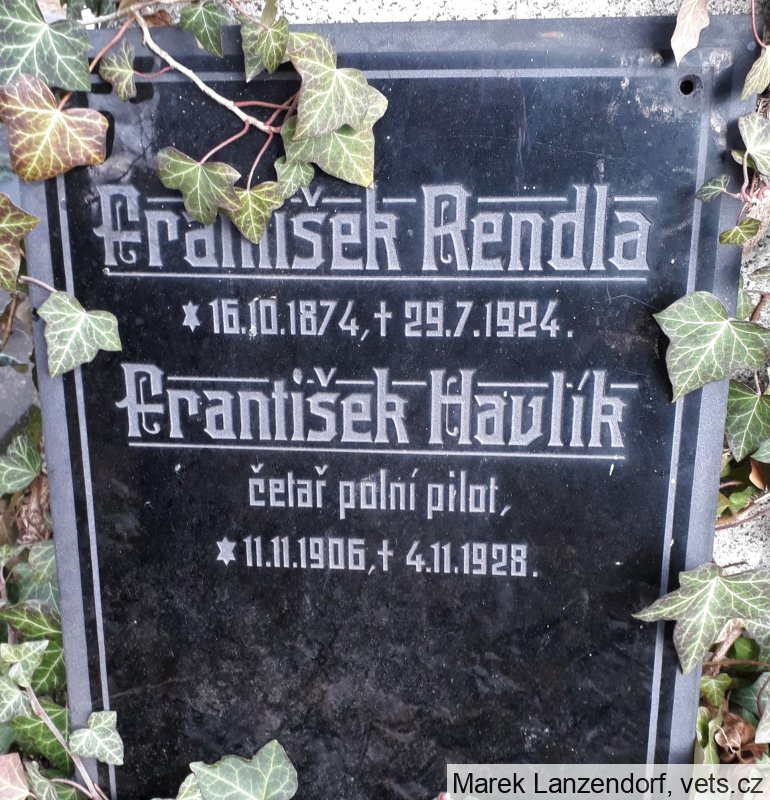 František Rendla
* 16.10.1874, † 29.7.1924.
František Havlík
četař polní pilot,
* 11.11.1906, † 4.11.1928.
Marek Lanzendorf, vets.cz